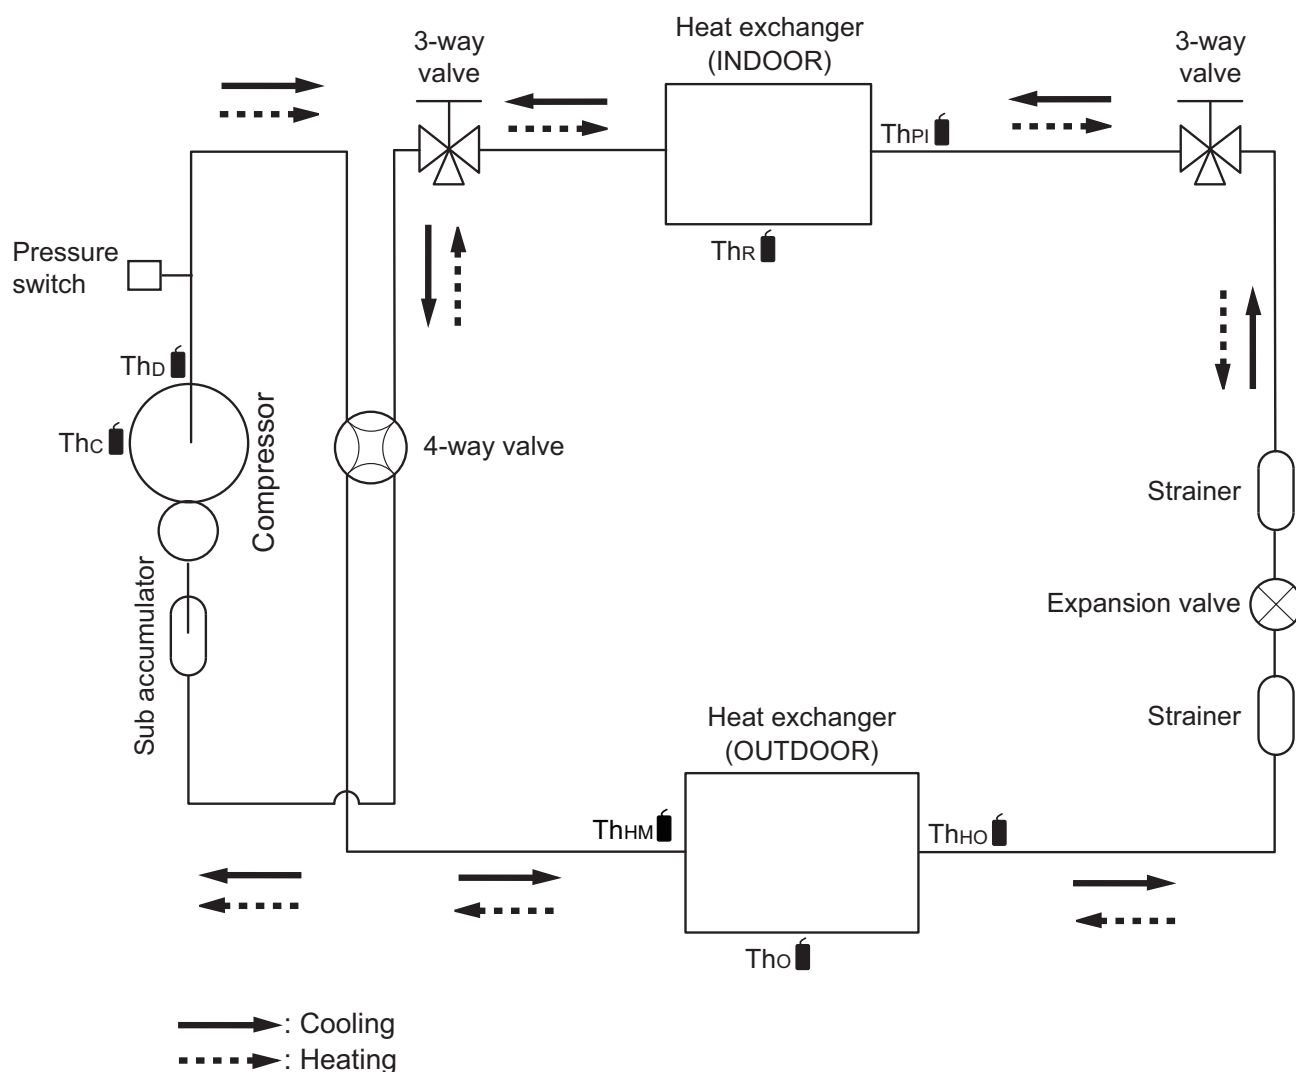 3-way
valve
Heat exchanger
(INDOOR)
3-way
valve
ThPI
ThR
Pressure
switch
ThD
ThC
Compressor
4-way valve
Strainer
Sub accumulator
Expansion valve
Heat exchanger
(OUTDOOR)
Strainer
ThHM
ThHO
ThO
: Cooling
: Heating